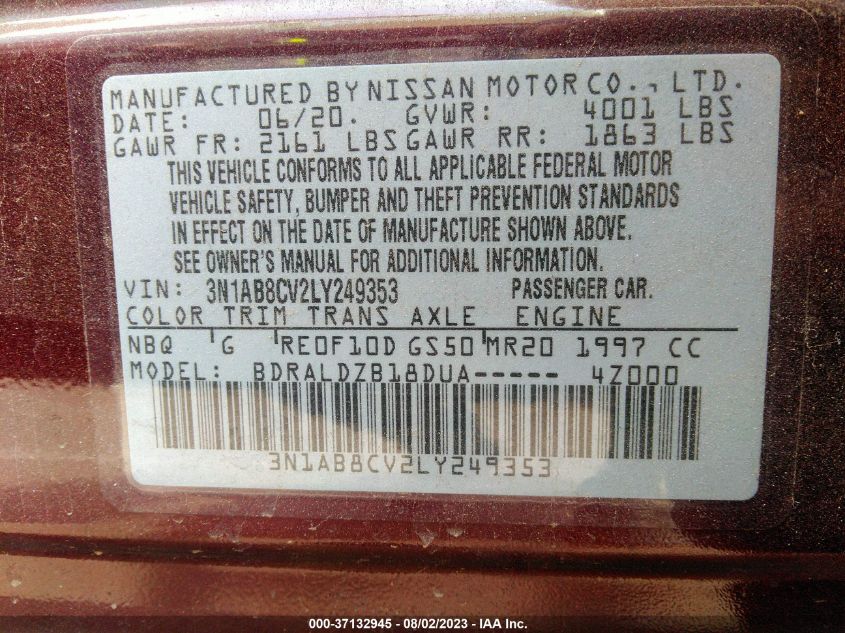 MANUFACTURED BY NISSAN MOTOR CO., LTD.
DATE: 06/20. GVWR: 4001 LBS
GAWR FR: 2161 LBS GAWR RR: 1863 LBS
THIS VEHICLE CONFORMS TO ALL APPLICABLE FEDERAL MOTOR
VEHICLE SAFETY, BUMPER AND THEFT PREVENTION STANDARDS
IN EFFECT ON THE DATE OF MANUFACTURE SHOWN ABOVE.
SEE OWNER'S MANUAL FOR ADDITIONAL INFORMATION.
VIN: 3N1AB8CV2LY249353 PASSENGER CAR.
COLOR TRIM TRANS AXLE ENGINE
NBQ 'G 'RE0F10D GS50'MR20 1997 CC
MODEL: BDRALDZB18DUA----- 4Z000
3N1AB8CV2LY249353
000-37132945 - 08/02/2023 - IAA Inc.